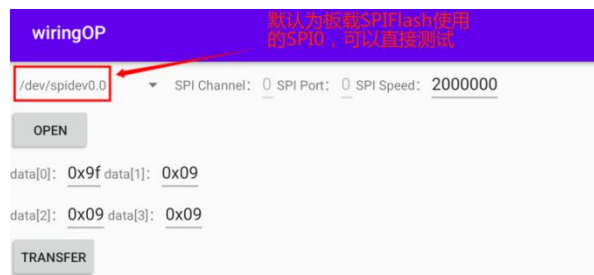 wiringOP
默认为板载SPIFlash使用
的SPI0，可以直接测试
/dev/spidev0.0 SPI Channel: 0 SPI Port: 0 SPI Speed: 2000000
OPEN
data[0]: 0x9f data[1]: 0x09
data[2]: 0x09 data[3]: 0x09
TRANSFER